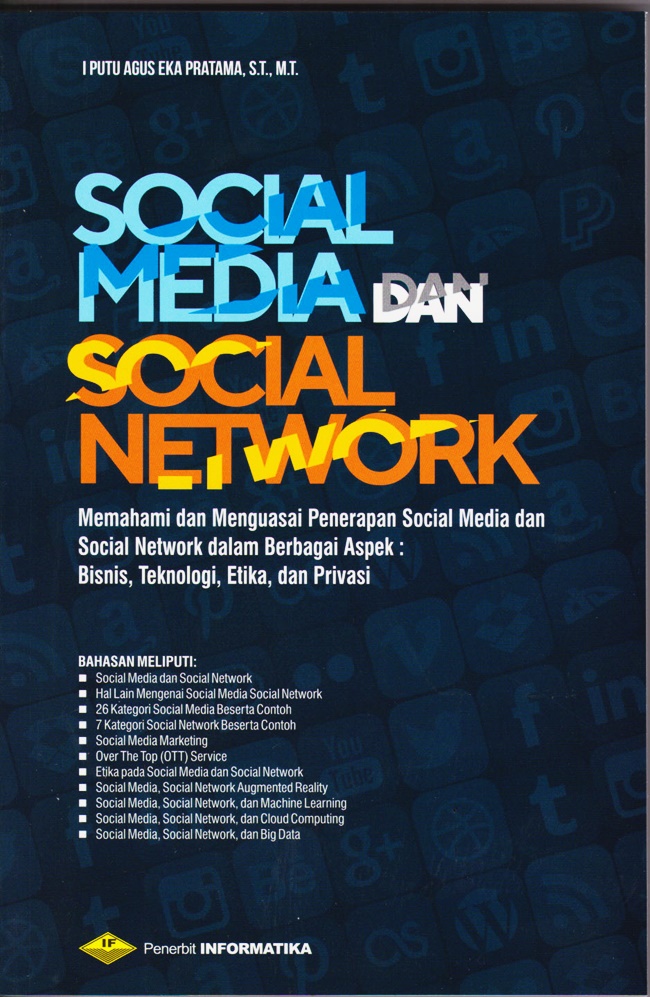 I PUTU AGUS EKA PRATAMA, S.T., M.T.
SOCIAL
MEDIA DAN
SOCIAL
NETWORK
Memahami dan Menguasai Penerapan Social Media dan
Social Network dalam Berbagai Aspek :
Bisnis, Teknologi, Etika, dan Privasi
BAHASAN MELIPUTI:
■ Social Media dan Social Network
■ Hal Lain Mengenai Social Media Social Network
■ 26 Kategori Social Media Beserta Contoh
■ 7 Kategori Social Network Beserta Contoh
■ Social Media Marketing
■ Over The Top (OTT) Service
■ Etika pada Social Media dan Social Network
■ Social Media, Social Network Augmented Reality
■ Social Media, Social Network, dan Machine Learning
■ Social Media, Social Network, dan Cloud Computing
■ Social Media, Social Network, dan Big Data
IF Penerbit INFORMATIKA